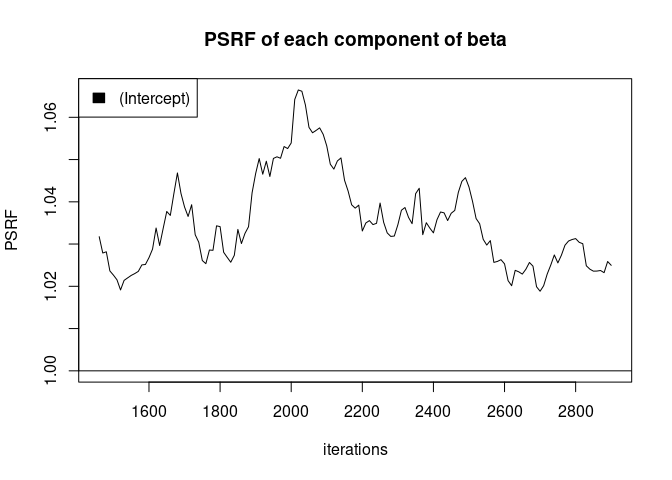 PSRF of each component of beta
(Intercept)
PSRF
1.06
1.04
1.02
1.00
1600 1800 2000 2200 2400 2600 2800
iterations